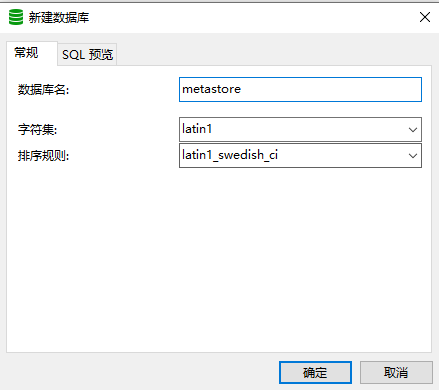 新建数据库
常规
SQL 预览
数据库名:
metastore
字符集:
latin1
排序规则:
latin1_swedish_ci
确定
取消